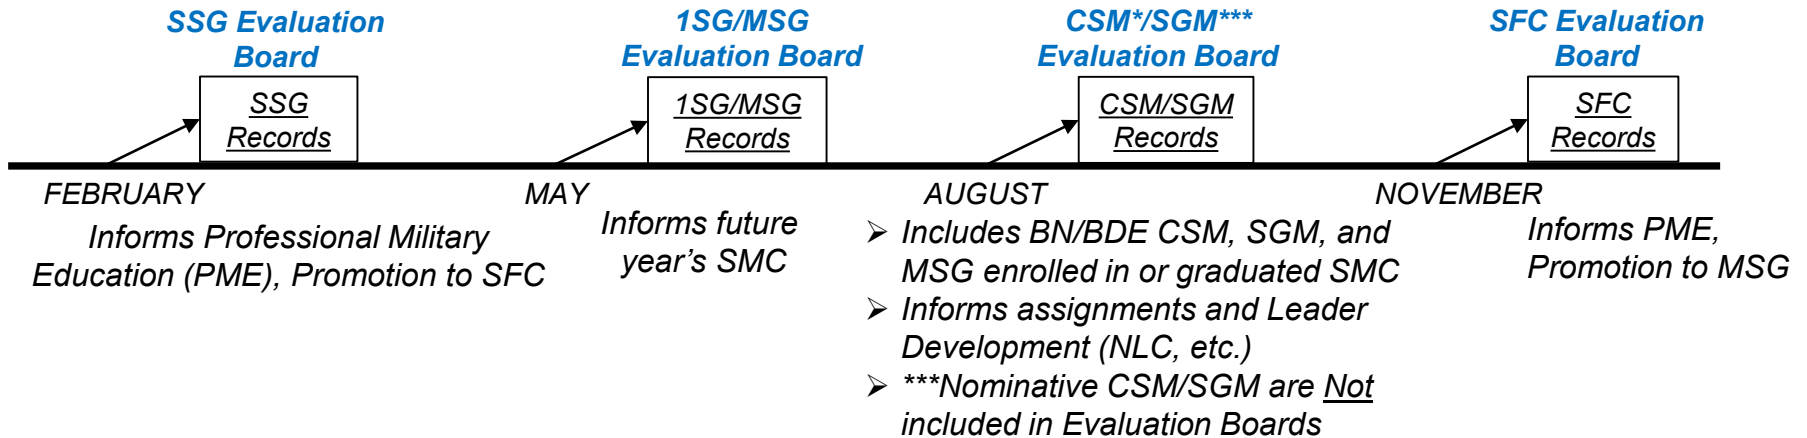 SSG Evaluation
Board
SSG
Records
FEBRUARY
Informs Professional Military
Education (PME), Promotion to SFC
1SG/MSG
Evaluation Board
1SG/MSG
Records
MAY
Informs future
year’s SMC
CSM*/SGM***
Evaluation Board
CSM/SGM
Records
AUGUST
➢ Includes BN/BDE CSM, SGM, and
MSG enrolled in or graduated SMC
➢ Informs assignments and Leader
Development (NLC, etc.)
➢ ***Nominative CSM/SGM are Not
included in Evaluation Boards
SFC Evaluation
Board
SFC
Records
NOVEMBER
Informs PME,
Promotion to MSG